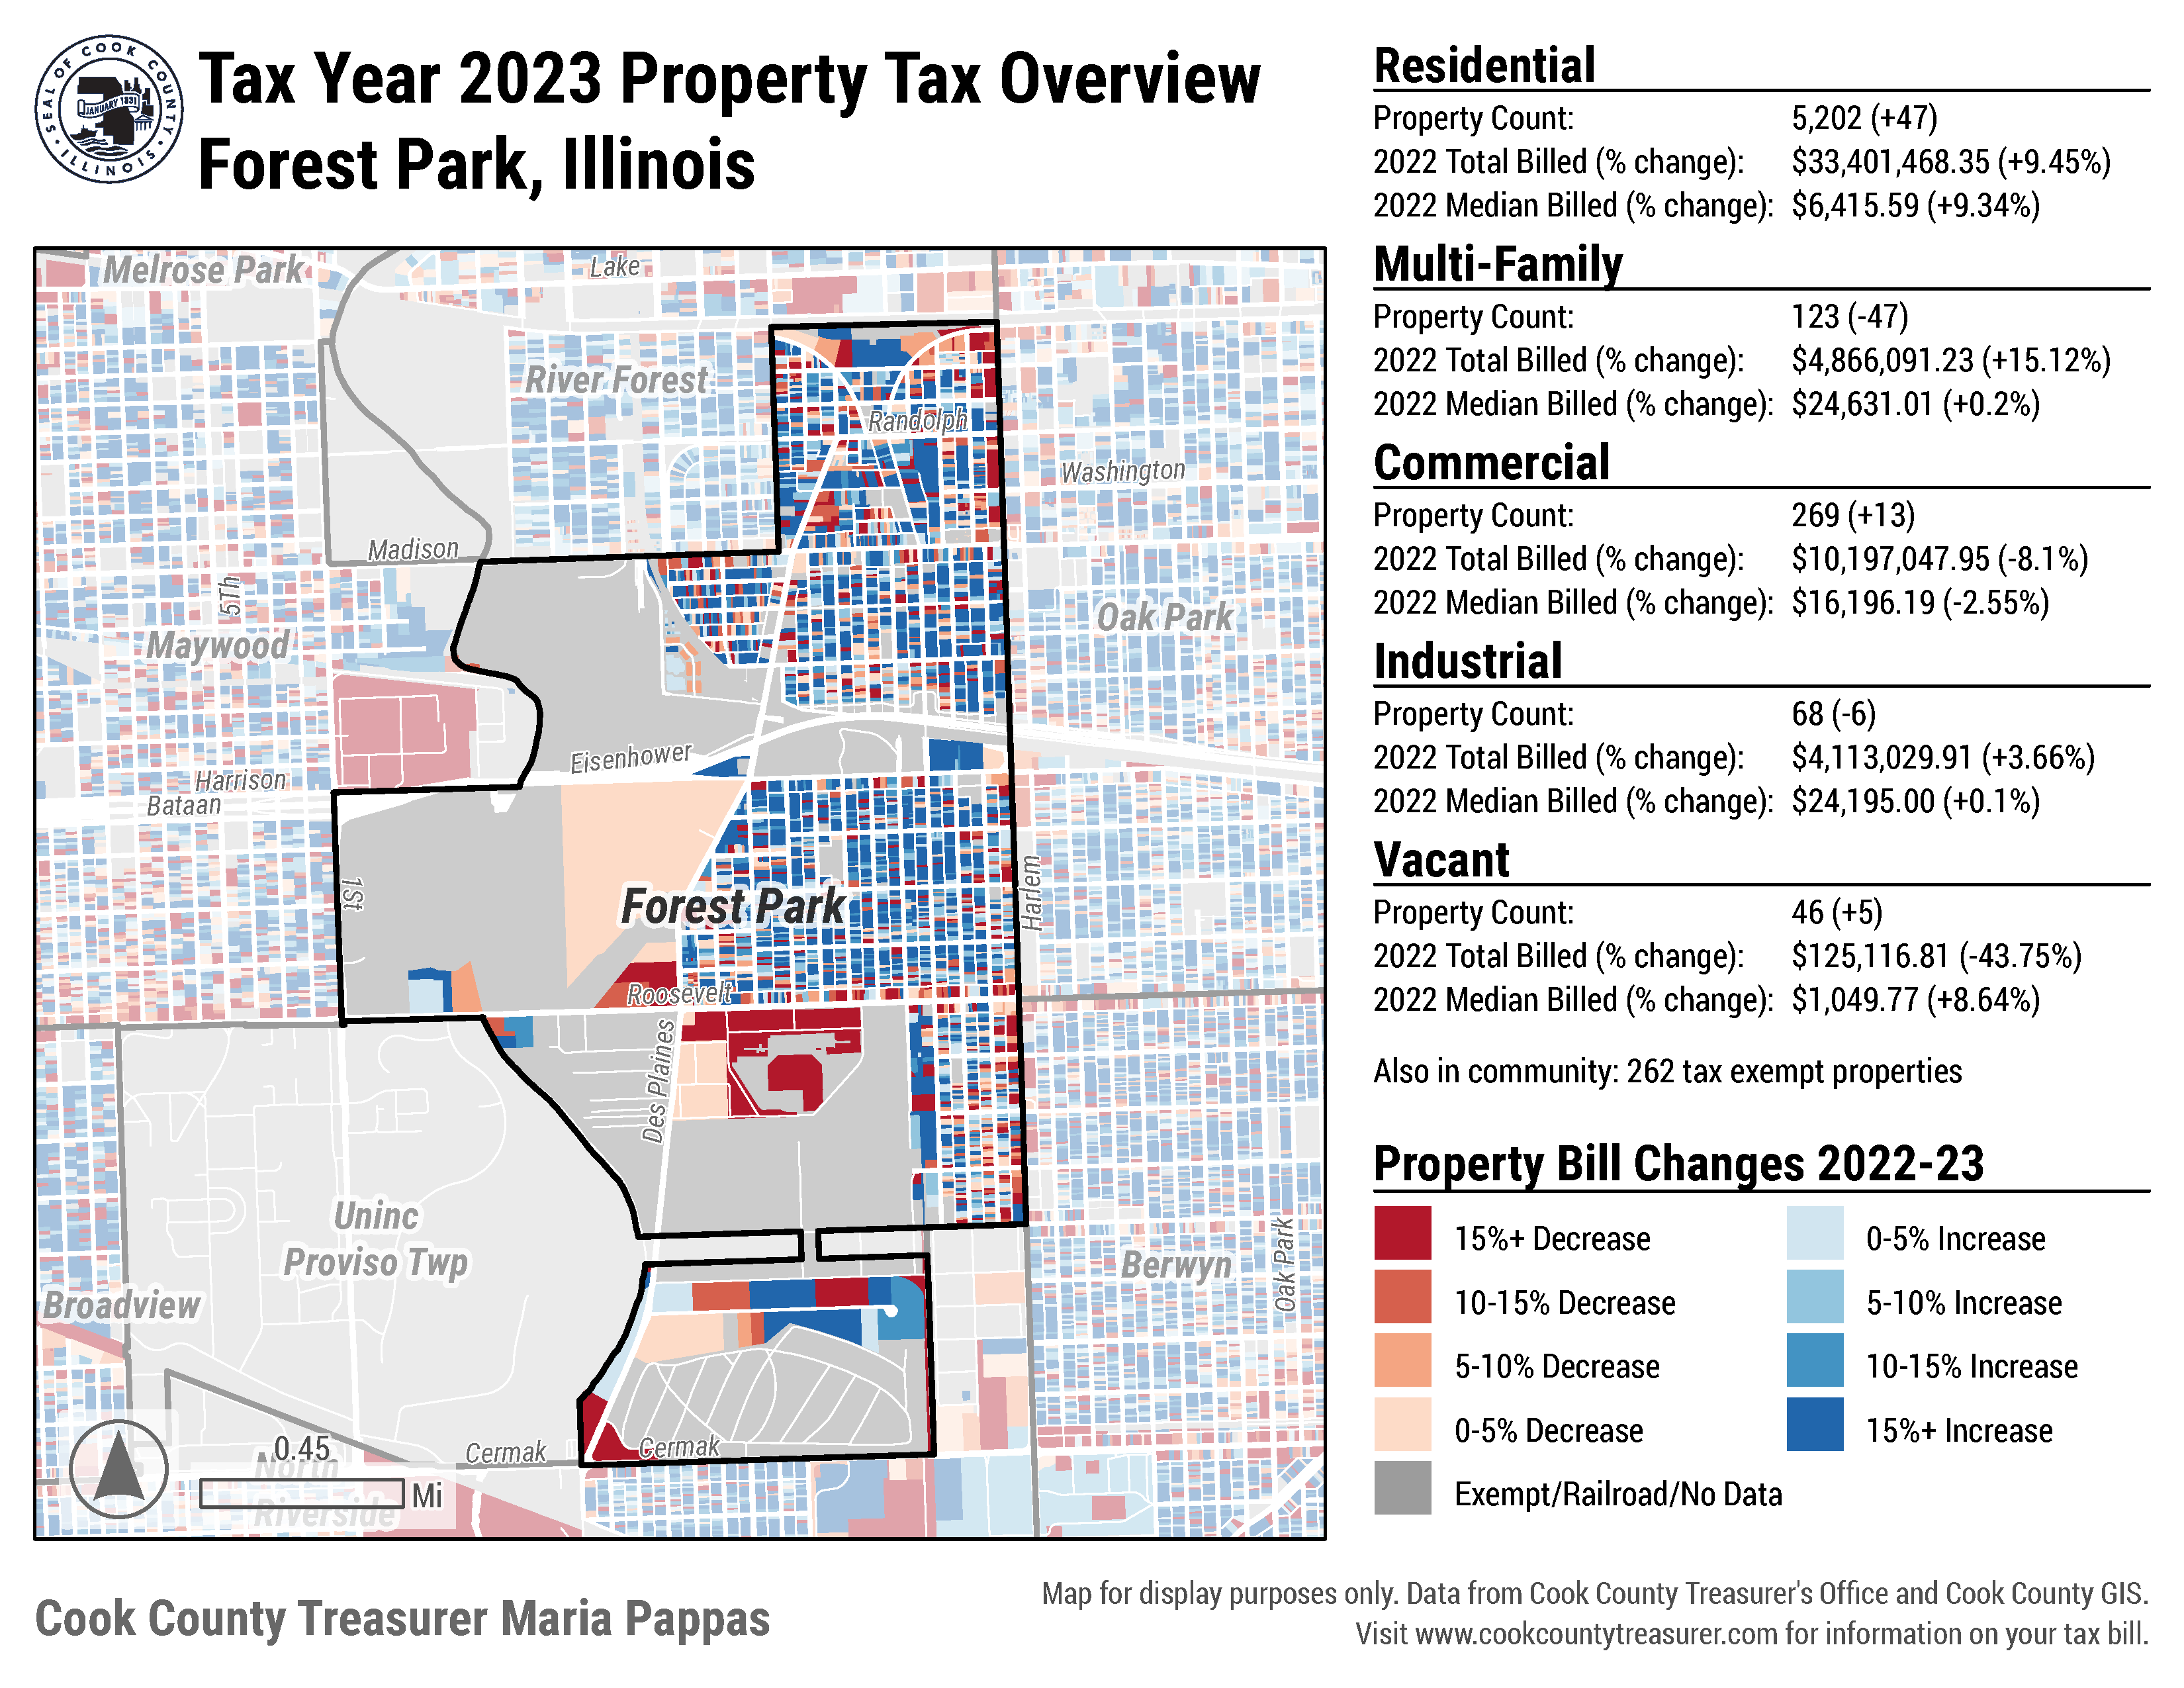 SEAL OF COOK COUNTY
JANUARY 1831
ILLINOIS
Tax Year 2023 Property Tax Overview
Forest Park, Illinois
Melrose Park
Lake
River Forest
Randolph
Washington
Madison
5Th
Maywood
Oak Park
Eisenhower
Harrison
Bataan
1St
Forest Park
Harlem
Roosevelt
Des Plaines
Uninc
Proviso Twp
Berwyn
Oak Park
Broadview
0.45
Mi
North
Riverside
Cermak
Cermak
Residential
Property Count: 5,202 (+47)
2022 Total Billed (% change): $33,401,468.35 (+9.45%)
2022 Median Billed (% change): $6,415.59 (+9.34%)
Multi-Family
Property Count: 123 (-47)
2022 Total Billed (% change): $4,866,091.23 (+15.12%)
2022 Median Billed (% change): $24,631.01 (+0.2%)
Commercial
Property Count: 269 (+13)
2022 Total Billed (% change): $10,197,047.95 (-8.1%)
2022 Median Billed (% change): $16,196.19 (-2.55%)
Industrial
Property Count: 68 (-6)
2022 Total Billed (% change): $4,113,029.91 (+3.66%)
2022 Median Billed (% change): $24,195.00 (+0.1%)
Vacant
Property Count: 46 (+5)
2022 Total Billed (% change): $125,116.81 (-43.75%)
2022 Median Billed (% change): $1,049.77 (+8.64%)
Also in community: 262 tax exempt properties
Property Bill Changes 2022-23
15%+ Decrease
10-15% Decrease
5-10% Decrease
0-5% Decrease
Exempt/Railroad/No Data
0-5% Increase
5-10% Increase
10-15% Increase
15%+ Increase
Cook County Treasurer Maria Pappas
Map for display purposes only. Data from Cook County Treasurer's Office and Cook County GIS.
Visit www.cookcountytreasurer.com for information on your tax bill.